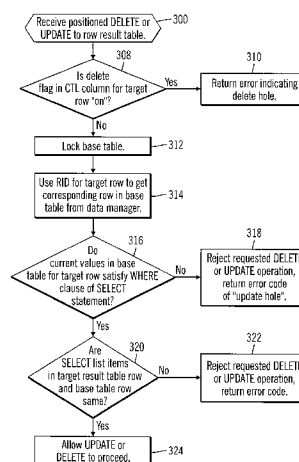 Receive positioned DELETE or
UPDATE to row result table.
300
308
Is delete
flag in CTL column for target
row "on"?
Yes
310
Return error indicating
delete hole.
No
Lock base table.
312
Use RID for target row to get
corresponding row in base
table from data manager.
314
316
Do
current values in base
table for target row satisfy WHERE
clause of SELECT
statement?
No
318
Reject requested DELETE
or UPDATE operation,
return error code
of "update hole".
Yes
320
Are
SELECT list items
in target result table row
and base table row
same?
No
322
Reject requested DELETE
or UPDATE operation,
return error code.
Yes
Allow UPDATE or
DELETE to proceed.
324